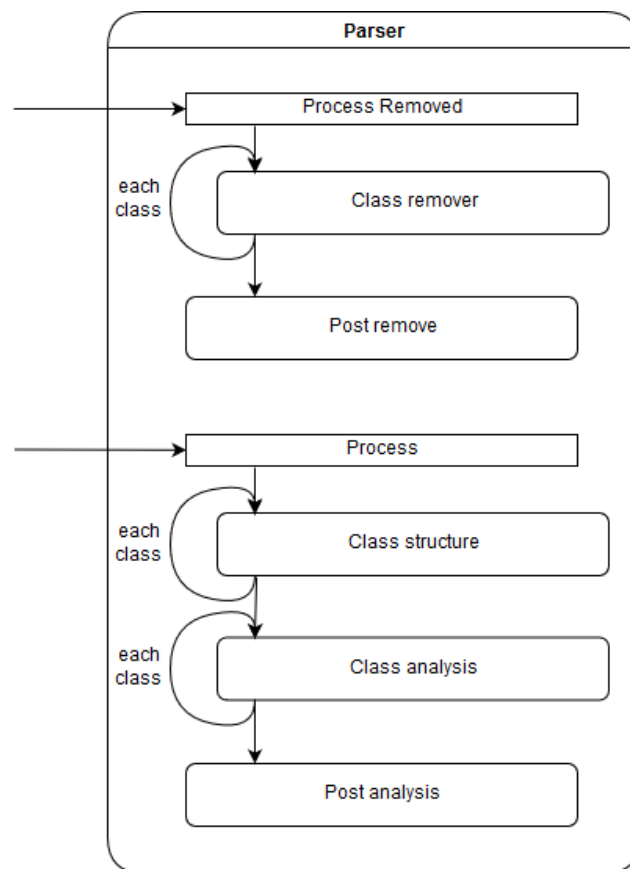 Parser
Process Removed
each
class
Class remover
Post remove
Process
each
class
Class structure
each
class
Class analysis
Post analysis